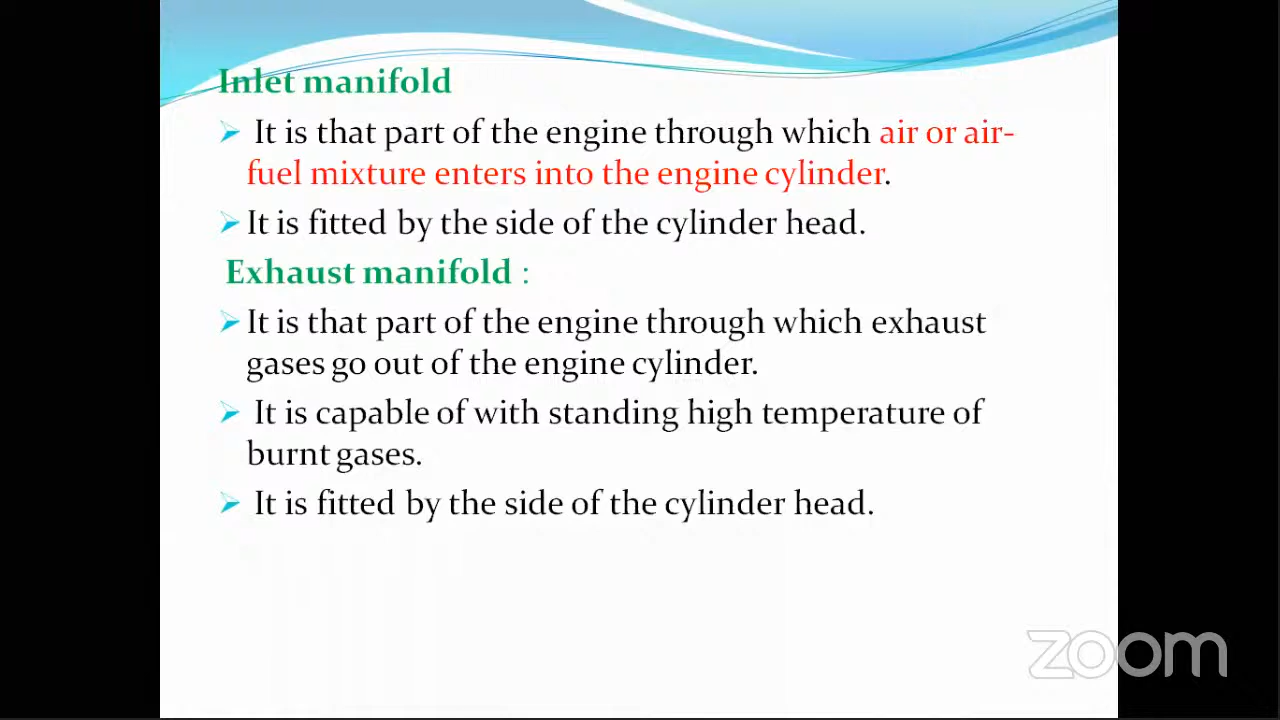 Inlet manifold
It is that part of the engine through which air or air-
fuel mixture enters into the engine cylinder.
It is fitted by the side of the cylinder head.
Exhaust manifold :
It is that part of the engine through which exhaust
gases go out of the engine cylinder.
It is capable of with standing high temperature of
burnt gases.
It is fitted by the side of the cylinder head.
zoom